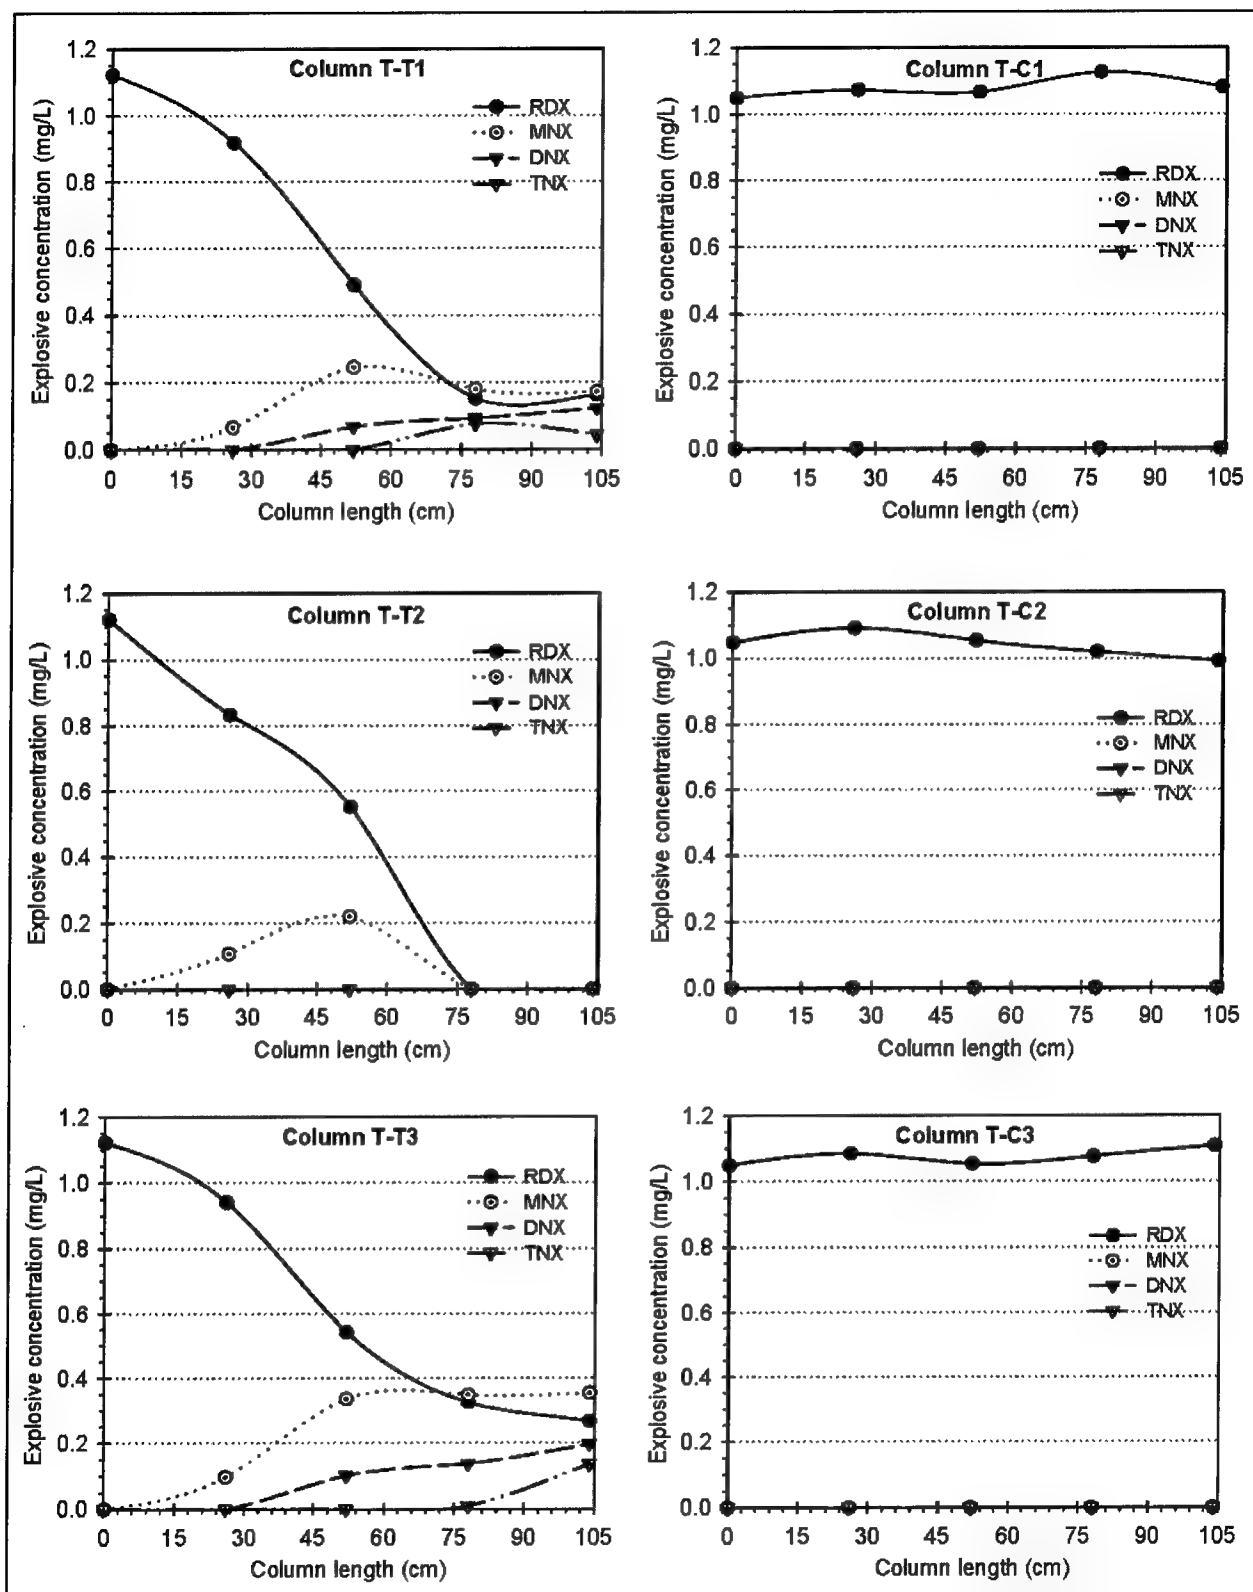 Column T-T1
Explosive concentration (mg/L)
1.2
1.0
0.8
0.6
0.4
0.2
0.0
RDX
MNX
DNX
TNX
0 15 30 45 60 75 90 105
Column length (cm)
Column T-C1
Explosive concentration (mg/L)
1.2
1.0
0.8
0.6
0.4
0.2
0.0
RDX
MNX
DNX
TNX
0 15 30 45 60 75 90 105
Column length (cm)
Column T-T2
Explosive concentration (mg/L)
1.2
1.0
0.8
0.6
0.4
0.2
0.0
RDX
MNX
DNX
TNX
0 15 30 45 60 75 90 105
Column length (cm)
Column T-C2
Explosive concentration (mg/L)
1.2
1.0
0.8
0.6
0.4
0.2
0.0
RDX
MNX
DNX
TNX
0 15 30 45 60 75 90 105
Column length (cm)
Column T-T3
Explosive concentration (mg/L)
1.2
1.0
0.8
0.6
0.4
0.2
0.0
RDX
MNX
DNX
TNX
0 15 30 45 60 75 90 105
Column length (cm)
Column T-C3
Explosive concentration (mg/L)
1.2
1.0
0.8
0.6
0.4
0.2
0.0
RDX
MNX
DNX
TNX
0 15 30 45 60 75 90 105
Column length (cm)